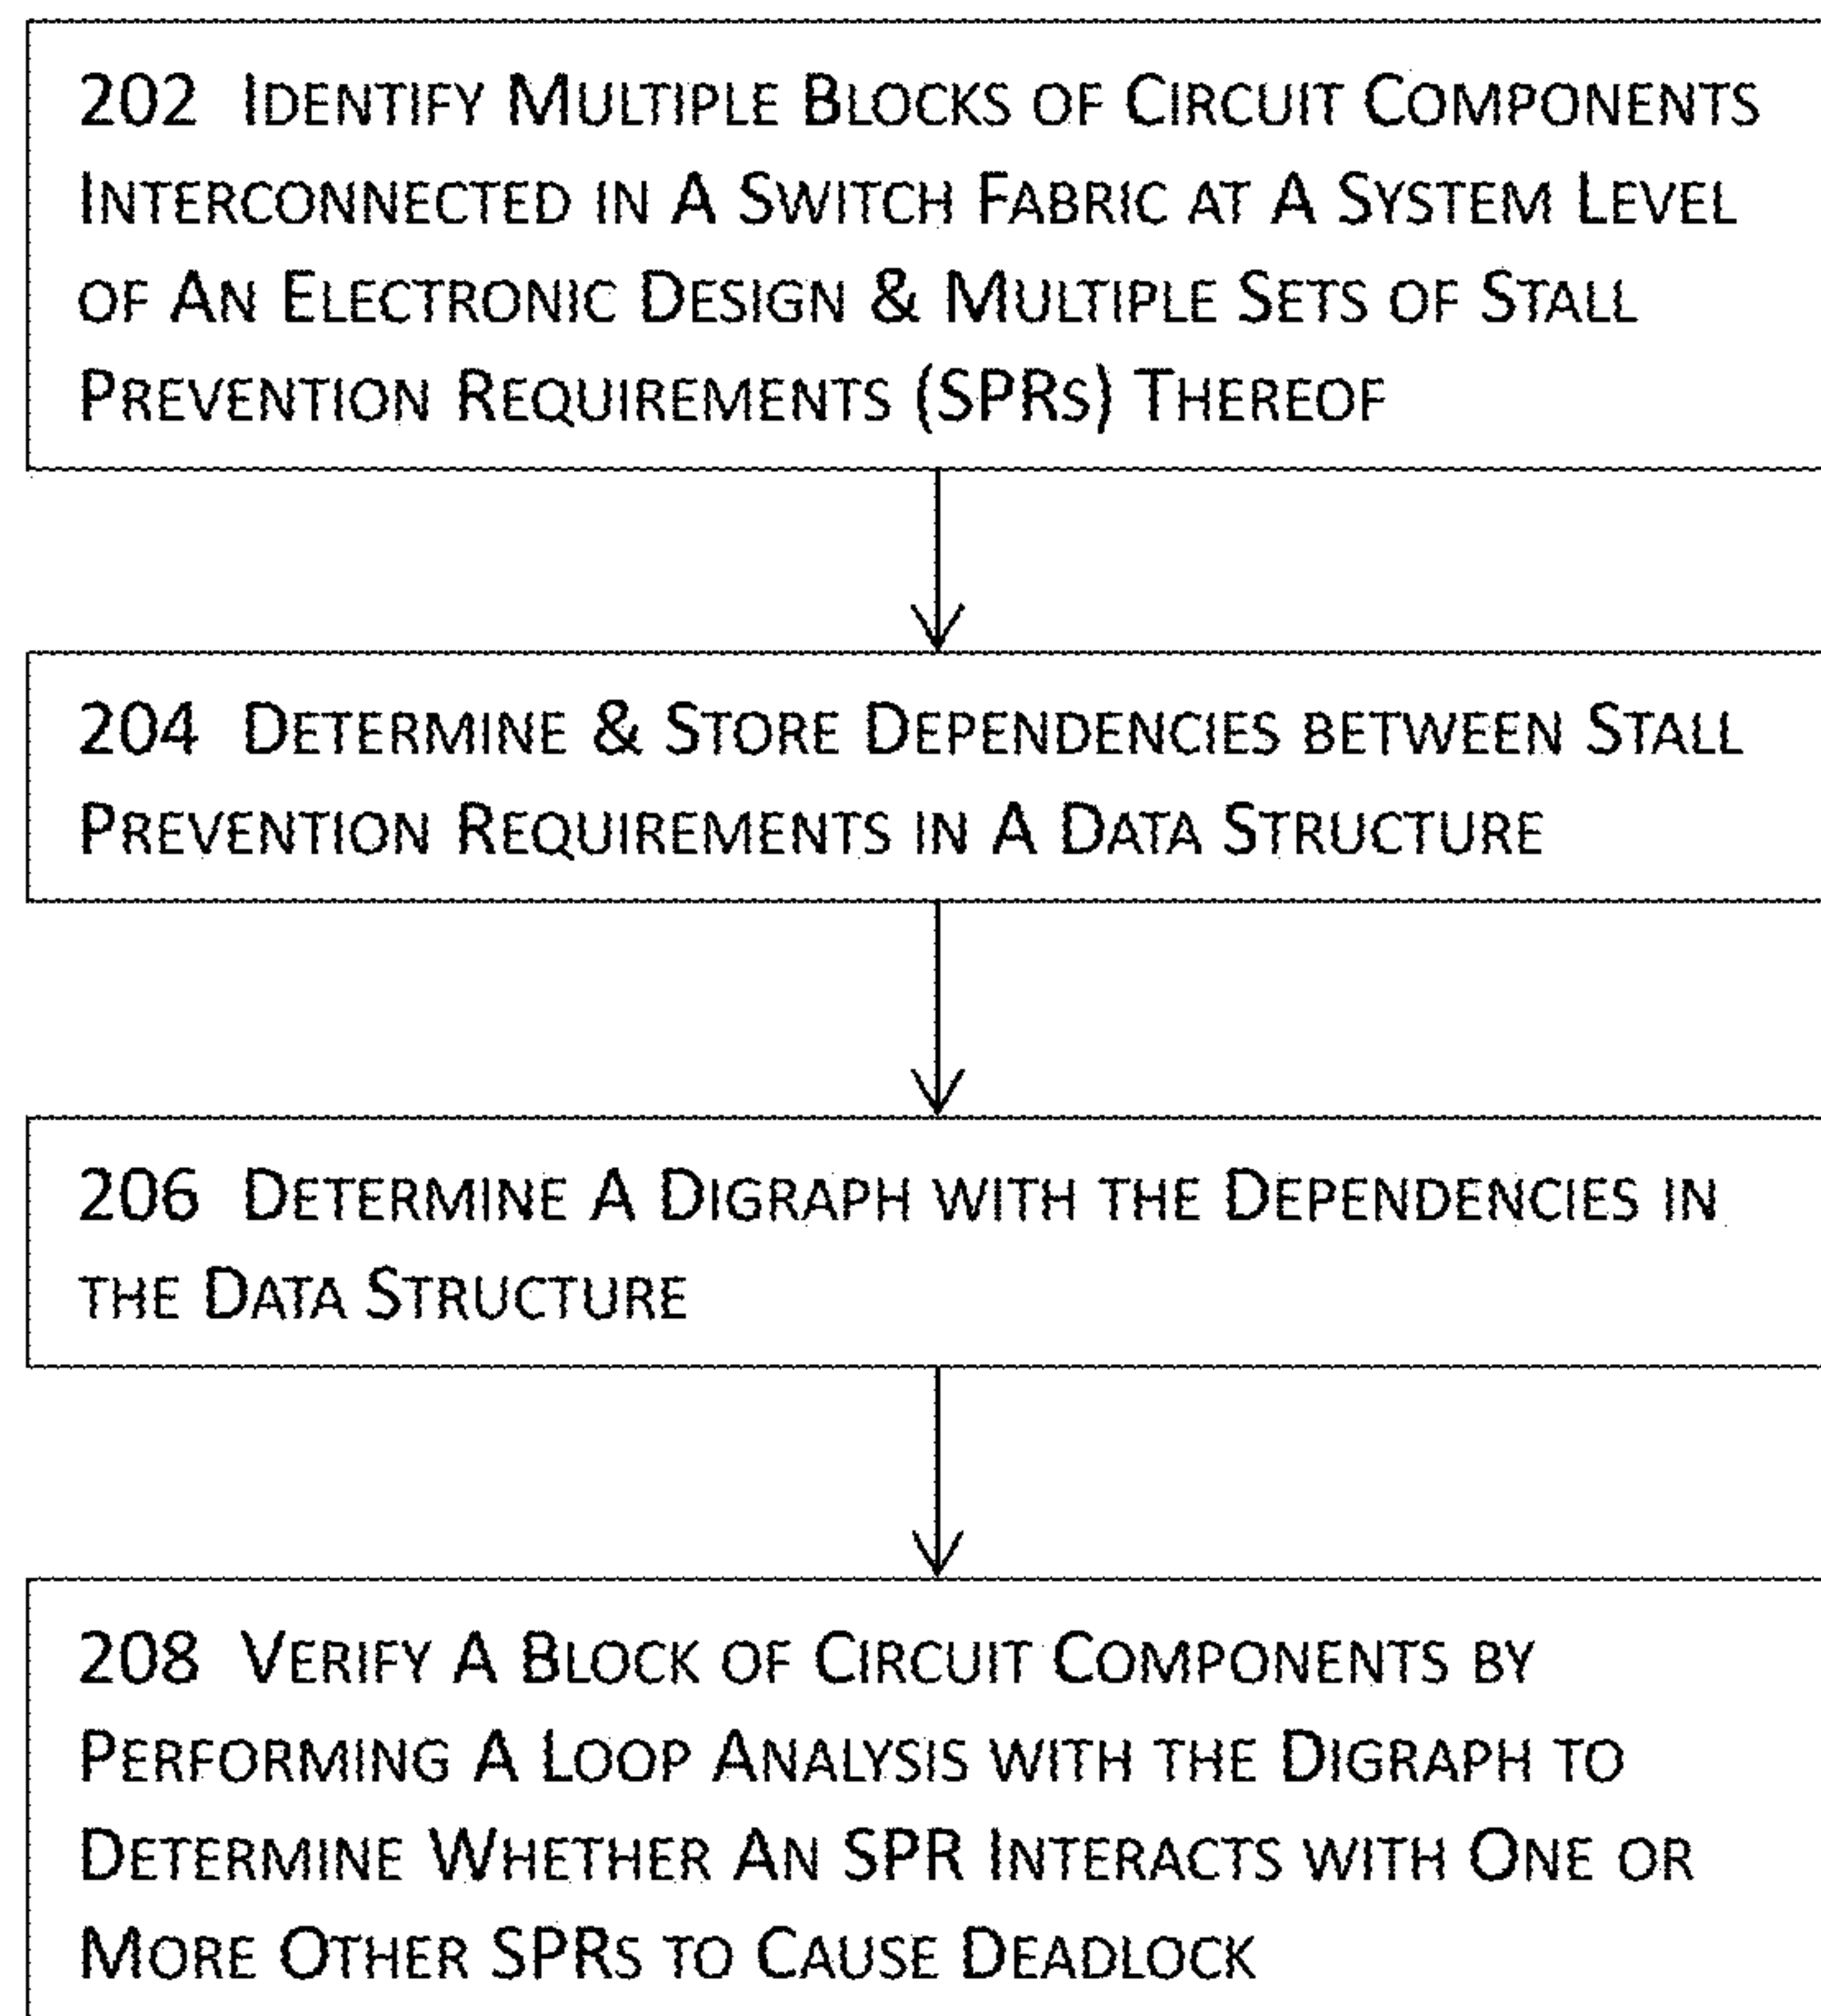 202 Identify Multiple Blocks of Circuit Components
Interconnected in A Switch Fabric at A System Level
of An Electronic Design & Multiple Sets of Stall
Prevention Requirements (SPRs) Thereof
204 Determine & Store Dependencies between Stall
Prevention Requirements in A Data Structure
206 Determine A Digraph with the Dependencies in
the Data Structure
208 Verify A Block of Circuit Components by
Performing A Loop Analysis with the Digraph to
Determine Whether An SPR Interacts with One or
More Other SPRs to Cause Deadlock